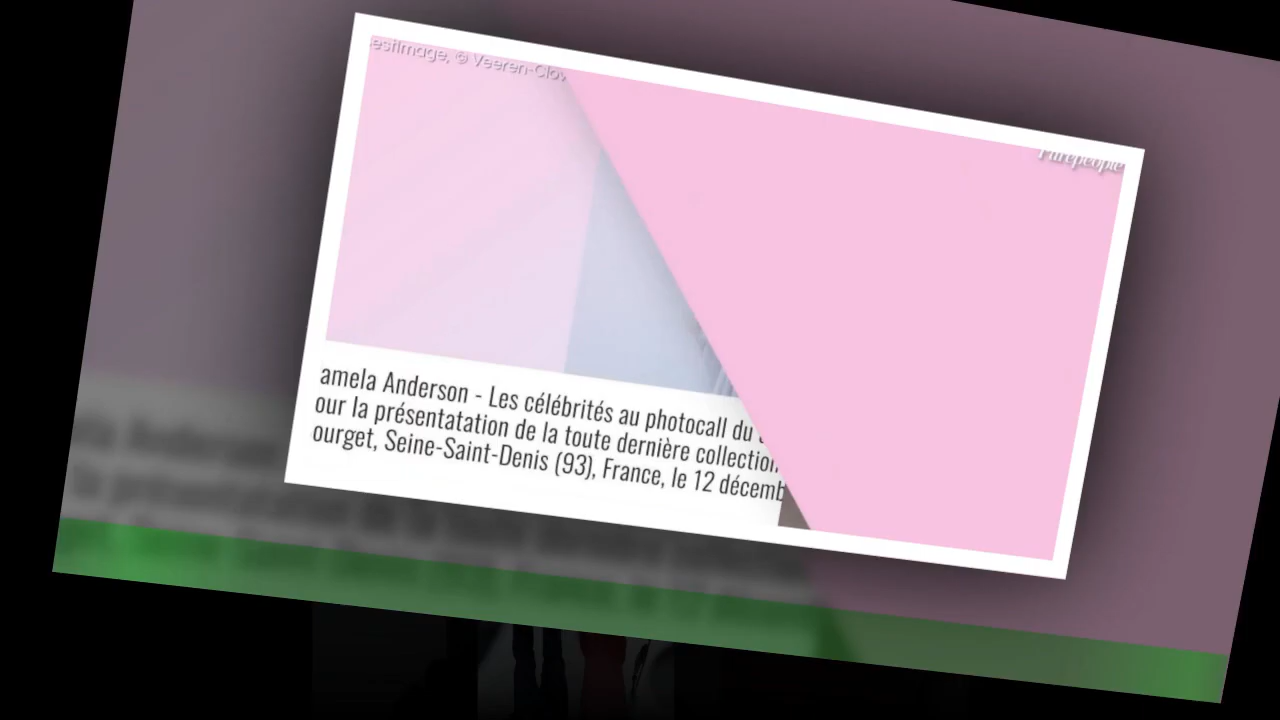 estImage, © Veeren-Clov
Purepeople
amela Anderson - Les célébrités au photocall du
our la présentatation de la toute dernière collection
ourget, Seine-Saint-Denis (93), France, le 12 décemb